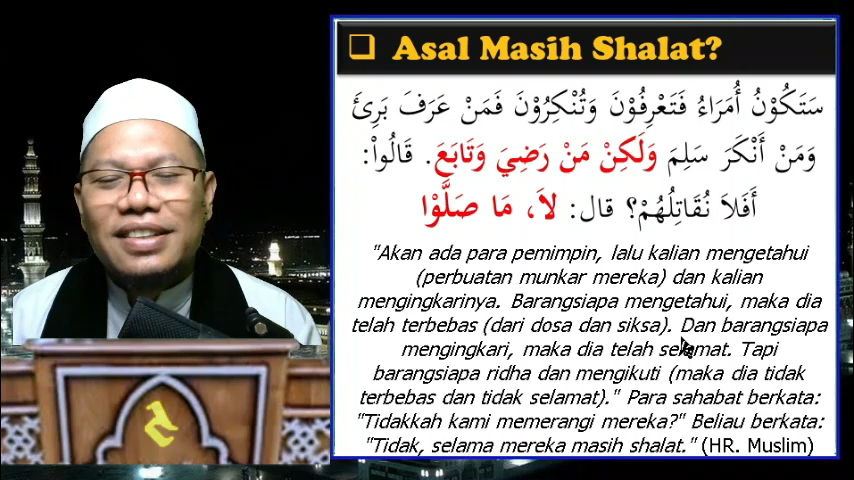 Asal Masih Shalat?
سَتَكُوْنُ أُمَرَاءُ فَتَعْرِفُوْنَ وَتُنْكِرُوْنَ فَمَنْ عَرَفَ بَرِئَ
وَمَنْ أَنْكَرَ سَلِمَ وَلَكِنْ مَنْ رَضِيَ وَتَابَعَ. قَالُواْ:
أَفَلاَ نُقَاتِلُهُمْ؟ قال: لاَ، مَا صَلَّوْا
"Akan ada para pemimpin, lalu kalian mengetahui
(perbuatan munkar mereka) dan kalian
mengingkarinya. Barangsiapa mengetahui, maka dia
telah terbebas (dari dosa dan siksa). Dan barangsiapa
mengingkari, maka dia telah selamat. Tapi
barangsiapa ridha dan mengikuti (maka dia tidak
terbebas dan tidak selamat)." Para sahabat berkata:
"Tidakkah kami memerangi mereka?" Beliau berkata:
"Tidak, selama mereka masih shalat." (HR. Muslim)